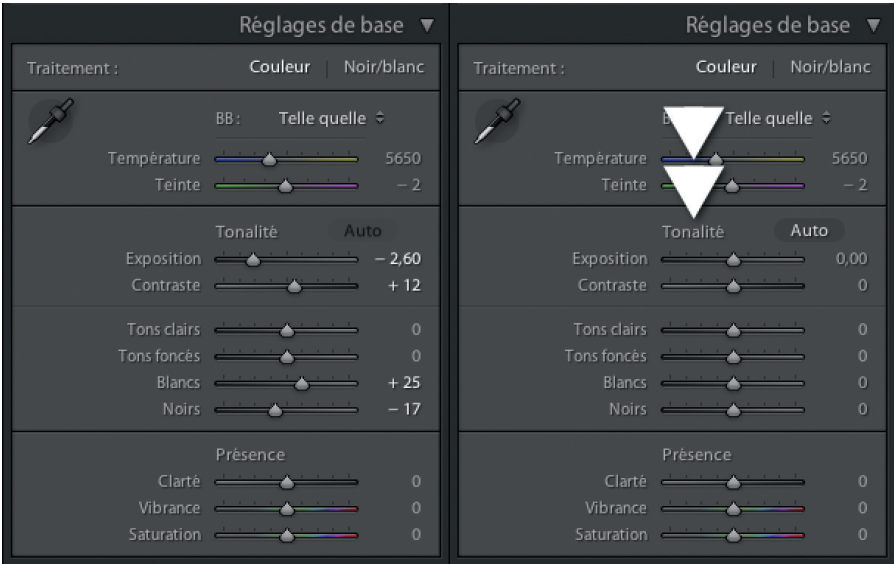 Réglages de base ▼
Traitement : Couleur | Noir/blanc
BB : Telle quelle
Température 5650
Teinte – 2
Tonalité Auto
Exposition – 2,60
Contraste + 12
Tons clairs 0
Tons foncés 0
Blancs + 25
Noirs – 17
Présence
Clarté 0
Vibrance 0
Saturation 0
Réglages de base ▼
Traitement : Couleur | Noir/blanc
Telle quelle
Température 5650
Teinte – 2
Tonalité Auto
Exposition 0,00
Contraste 0
Tons clairs 0
Tons foncés 0
Blancs 0
Noirs 0
Présence
Clarté 0
Vibrance 0
Saturation 0